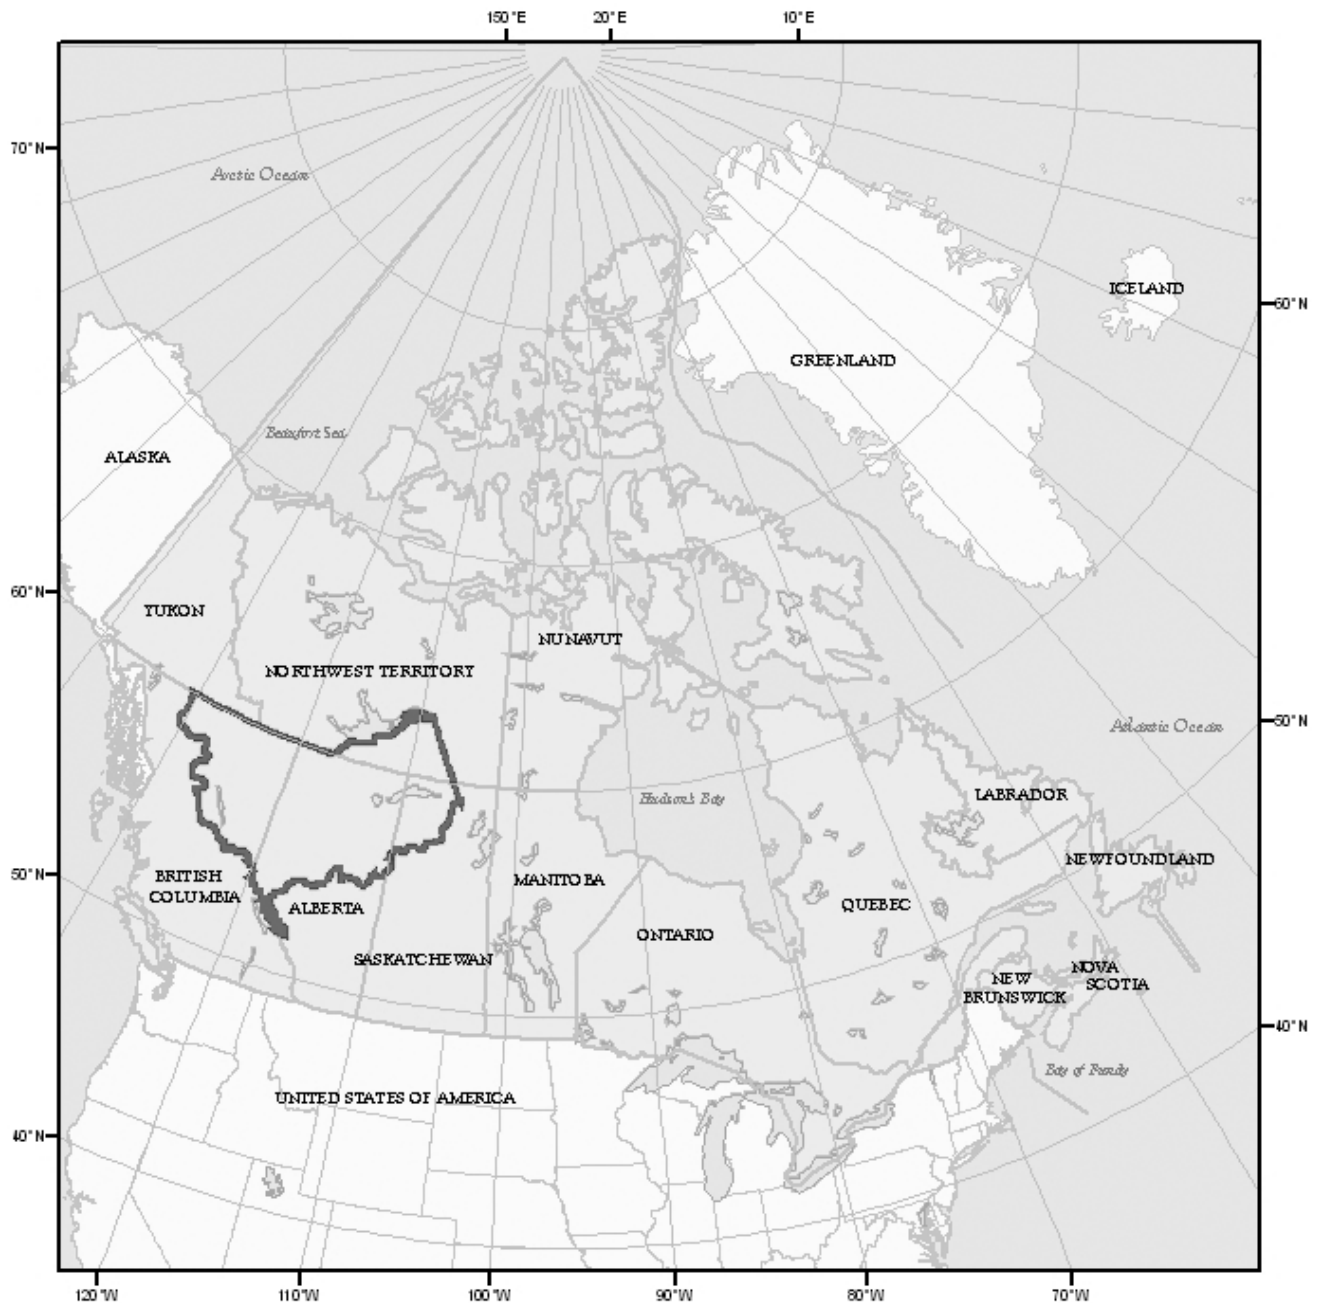 150°E 20°E 10°E
70°N
Arctic Ocean
ICELAND
60°N
GREENLAND
Beaufort Sea
ALASKA
60°N
YUKON
NUNAVUT
NORTHWEST TERRITORY
50°N
Atlantic Ocean
LABRADOR
Hudson's Bay
NEWFOUNDLAND
50°N
BRITISH
COLUMBIA
ALBERTA
MANITOBA
QUEBEC
ONTARIO
SASKATCHEWAN
NOVA
SCOTIA
NEW
BRUNSWICK
40°N
Bay of Fundy
UNITED STATES OF AMERICA
40°N
120°W 110°W 100°W 90°W 80°W 70°W